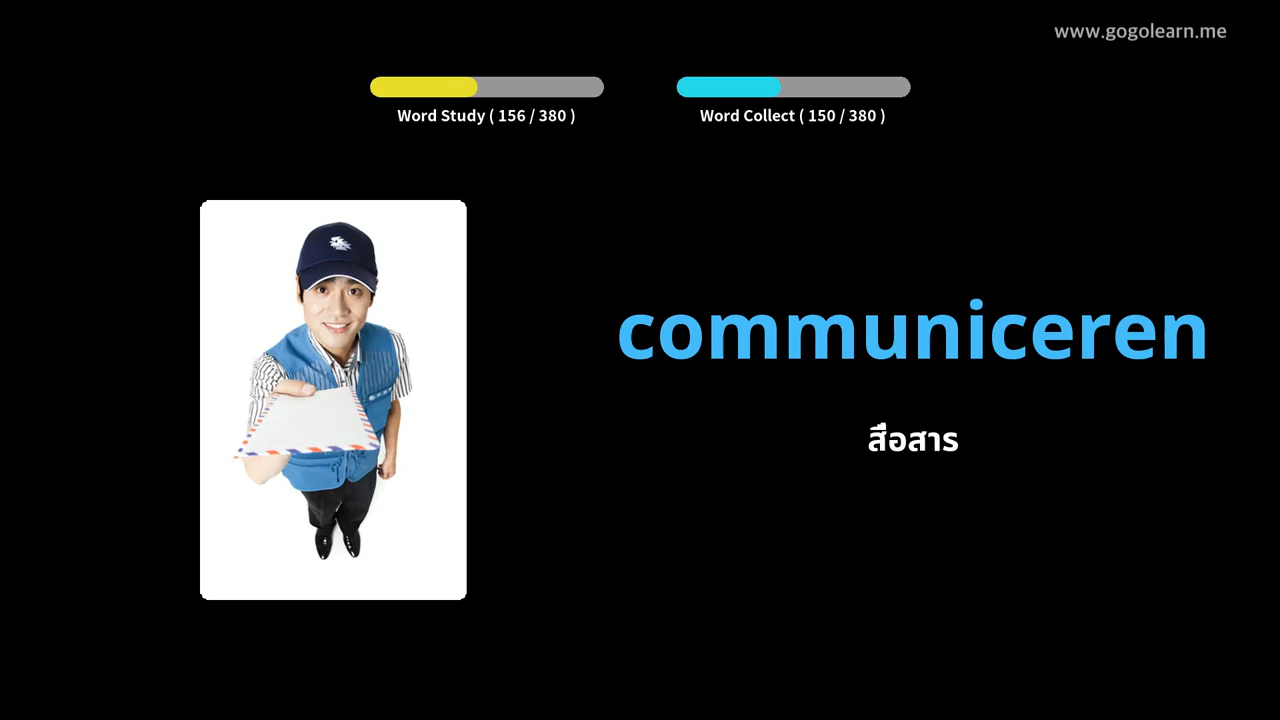 www.gogolearn.me
Word Study ( 156 / 380 )
Word Collect ( 150 / 380 )
communiceren
สื่อสาร